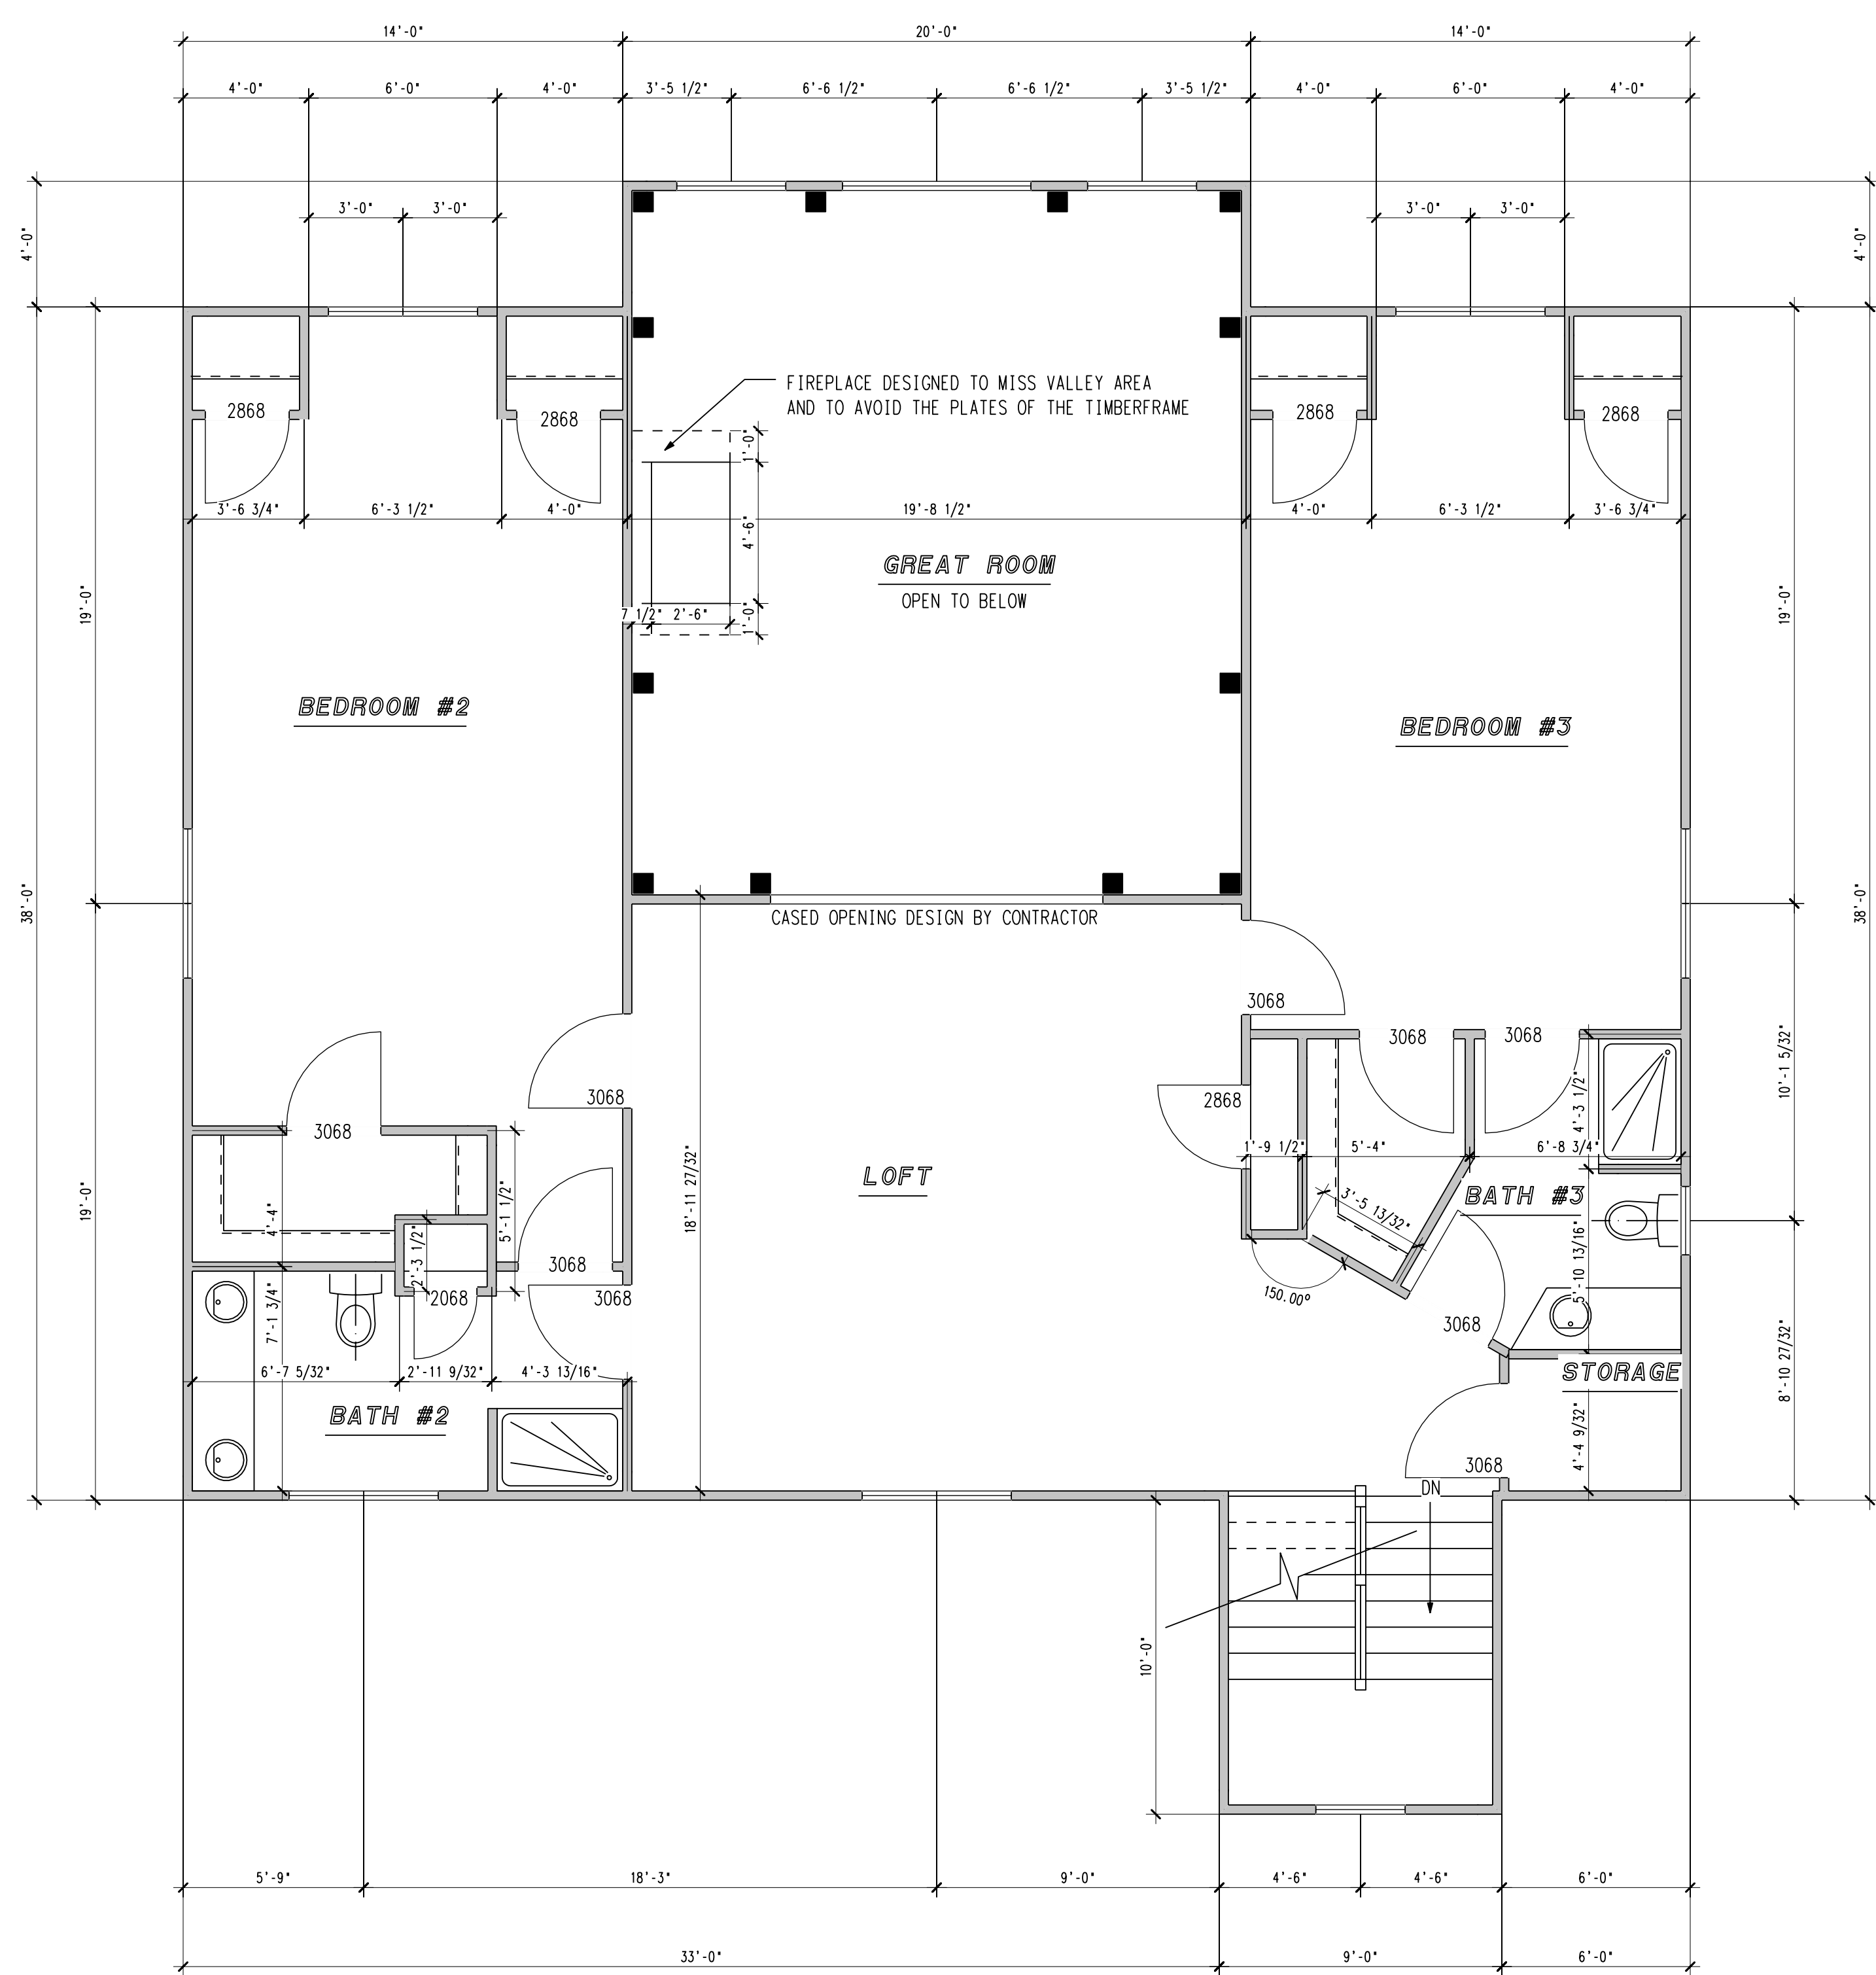 14'-0" 20'-0" 14'-0"
4'-0" 6'-0" 4'-0" 3'-5 1/2" 6'-6 1/2" 6'-6 1/2" 3'-5 1/2" 4'-0" 6'-0" 4'-0"
3'-0" 3'-0" 3'-0" 3'-0"
4'-0" 4'-0"
FIREPLACE DESIGNED TO MISS VALLEY AREA
AND TO AVOID THE PLATES OF THE TIMBERFRAME
2868 2868 2868 2868
1'-0"
3'-6 3/4" 6'-3 1/2" 4'-0" 19'-8 1/2" 4'-0" 6'-3 1/2" 3'-6 3/4"
4'-6"
GREAT ROOM
OPEN TO BELOW
19'-0" 19'-0"
7 1/2" 2'-6" 1'-0"
BEDROOM #2
BEDROOM #3
38'-0" 38'-0"
CASED OPENING DESIGN BY CONTRACTOR
3068
3068 3068
10'-1 5/32"
3068 2868
4'-3 1/2"
3068
1'-9 1/2" 5'-4" 6'-8 3/4"
LOFT
18'-11 27/32"
BATH #3
3'-5 13/32"
19'-0"
4'-4" 5'-1 1/2"
2'-3 1/2"
3068
5'-10 13/16"
2068 3068
150.00°
7'-1 3/4"
3068
6'-7 5/32" 2'-11 9/32" 4'-3 13/16"
STORAGE
8'-10 27/32"
BATH #2
4'-4 9/32"
3068
DN
10'-0"
5'-9" 18'-3" 9'-0" 4'-6" 4'-6" 6'-0"
33'-0" 9'-0" 6'-0"